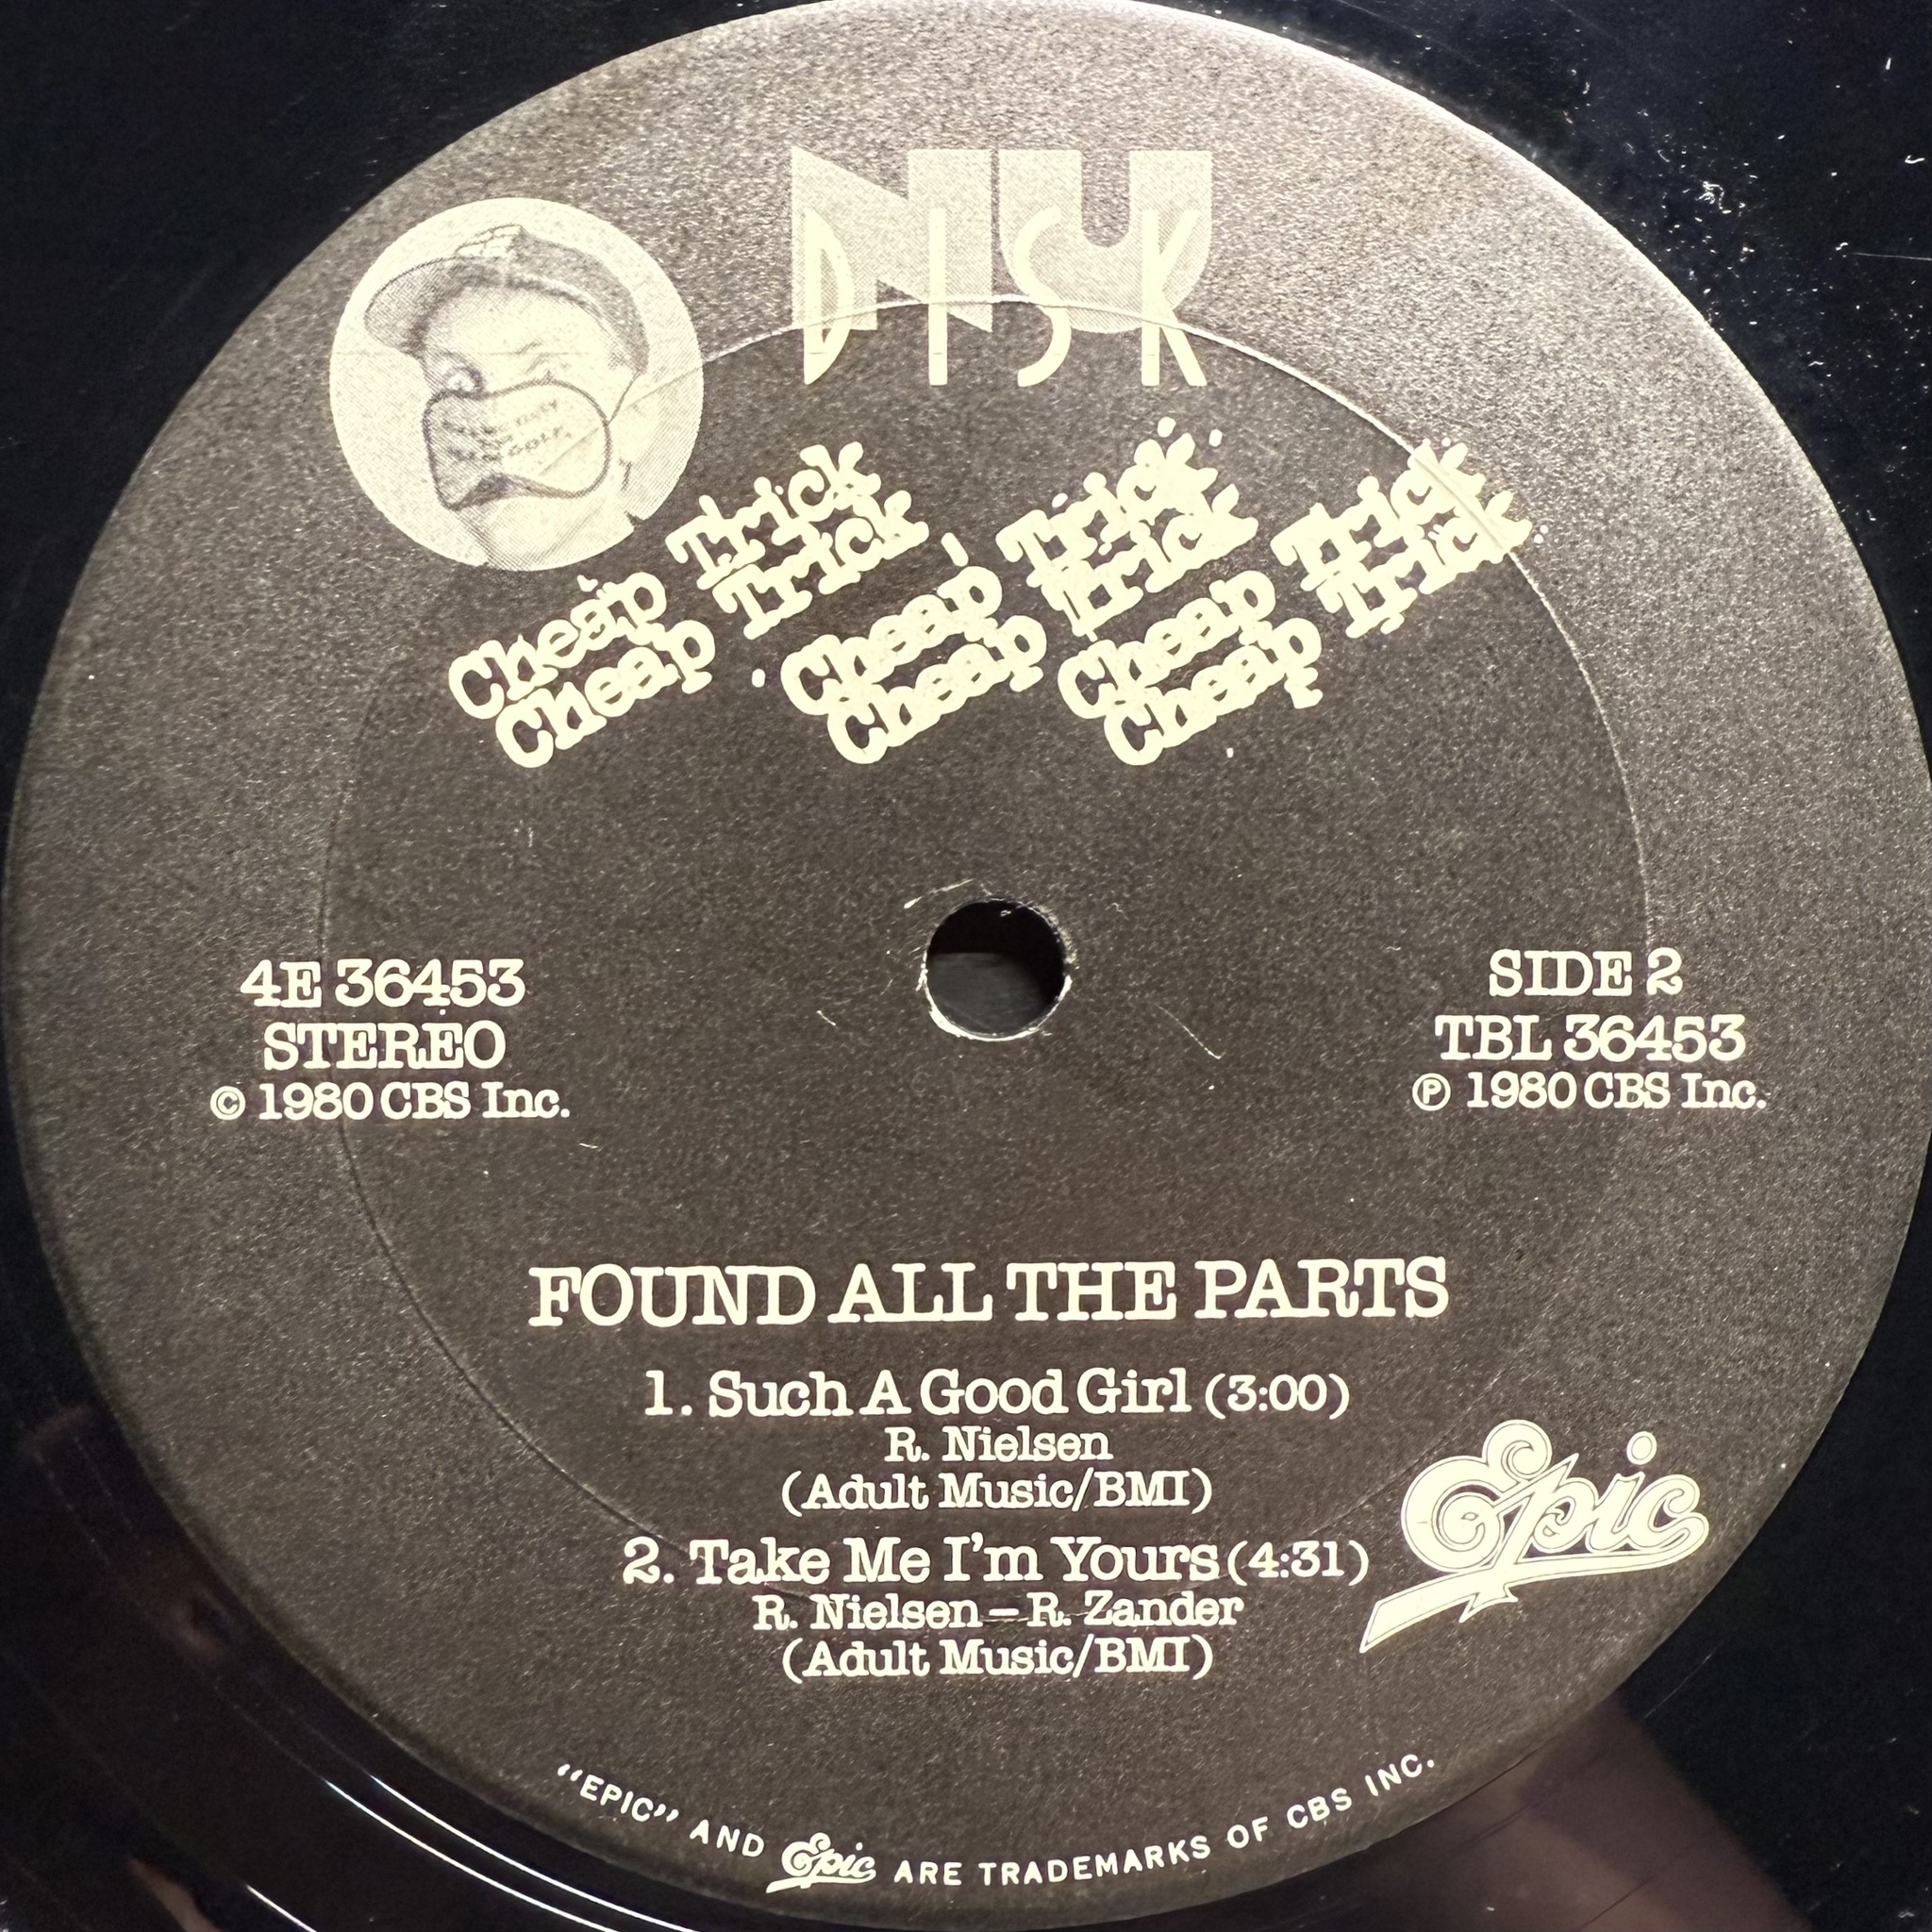 NU
DISK
Cheap Trick Cheap Trick Cheap Trick
Cheap Trick Cheap Trick Cheap Trick
4E 36453
STEREO
© 1980 CBS Inc.
SIDE 2
TBL 36453
℗ 1980 CBS Inc.
FOUND ALL THE PARTS
1. Such A Good Girl (3:00)
R. Nielsen
(Adult Music/BMI)
2. Take Me I'm Yours (4:31)
R. Nielsen – R. Zander
(Adult Music/BMI)
Epic
"EPIC" AND Epic ARE TRADEMARKS OF CBS INC.